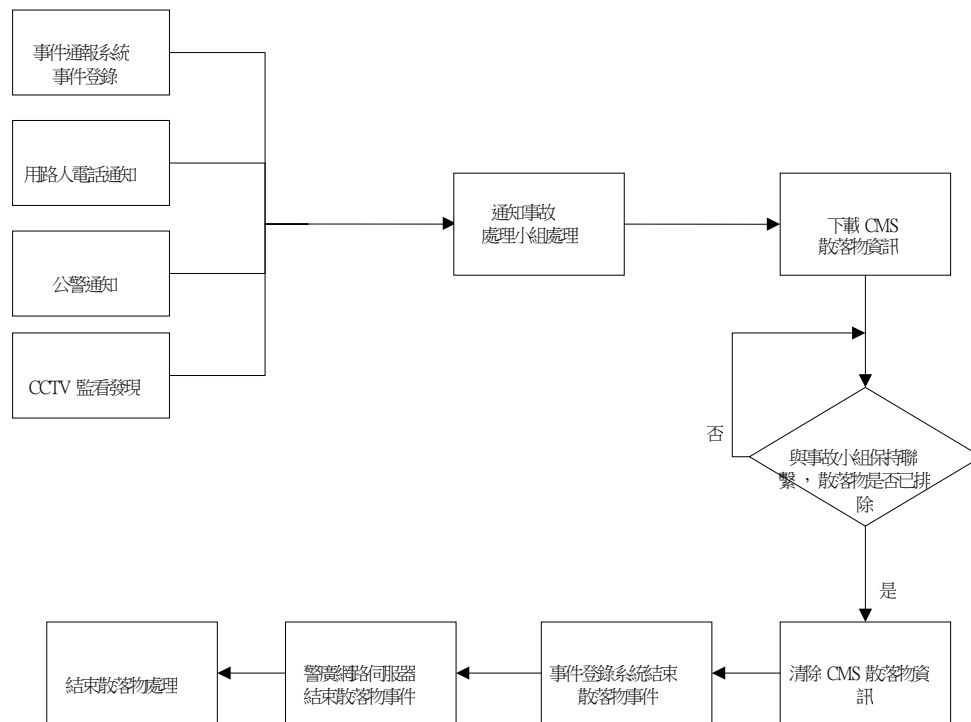 事件通報系統
事件登錄
用路人電話通知
公警通知
CCTV 監看發現
通知事故
處理小組處理
下載 CMS
散落物資訊
否
與事故小組保持聯
繫，散落物是否已排
除
是
結束散落物處理
警廣網路伺服器
結束散落物事件
事件登錄系統結束
散落物事件
清除 CMS 散落物資
訊